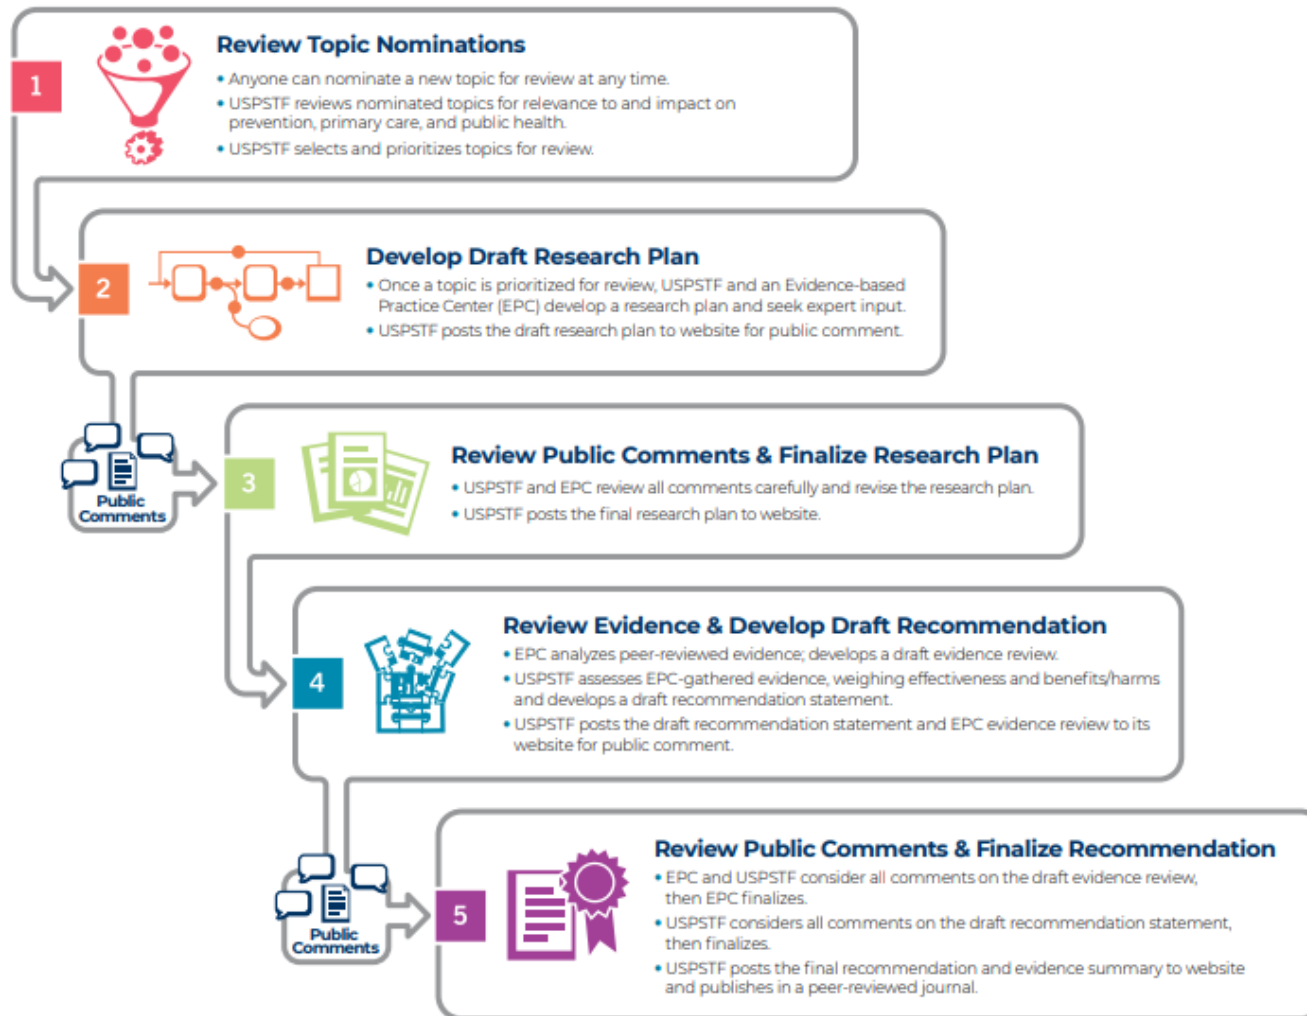 1
Review Topic Nominations
• Anyone can nominate a new topic for review at any time.
• USPSTF reviews nominated topics for relevance to and impact on
prevention, primary care, and public health.
• USPSTF selects and prioritizes topics for review.
2
Develop Draft Research Plan
• Once a topic is prioritized for review, USPSTF and an Evidence-based
Practice Center (EPC) develop a research plan and seek expert input.
• USPSTF posts the draft research plan to website for public comment.
Public
Comments
3
Review Public Comments & Finalize Research Plan
• USPSTF and EPC review all comments carefully and revise the research plan.
• USPSTF posts the final research plan to website.
4
Review Evidence & Develop Draft Recommendation
• EPC analyzes peer-reviewed evidence; develops a draft evidence review.
• USPSTF assesses EPC-gathered evidence, weighing effectiveness and benefits/harms
and develops a draft recommendation statement.
• USPSTF posts the draft recommendation statement and EPC evidence review to its
website for public comment.
Public
Comments
5
Review Public Comments & Finalize Recommendation
• EPC and USPSTF consider all comments on the draft evidence review,
then EPC finalizes.
• USPSTF considers all comments on the draft recommendation statement,
then finalizes.
• USPSTF posts the final recommendation and evidence summary to website
and publishes in a peer-reviewed journal.